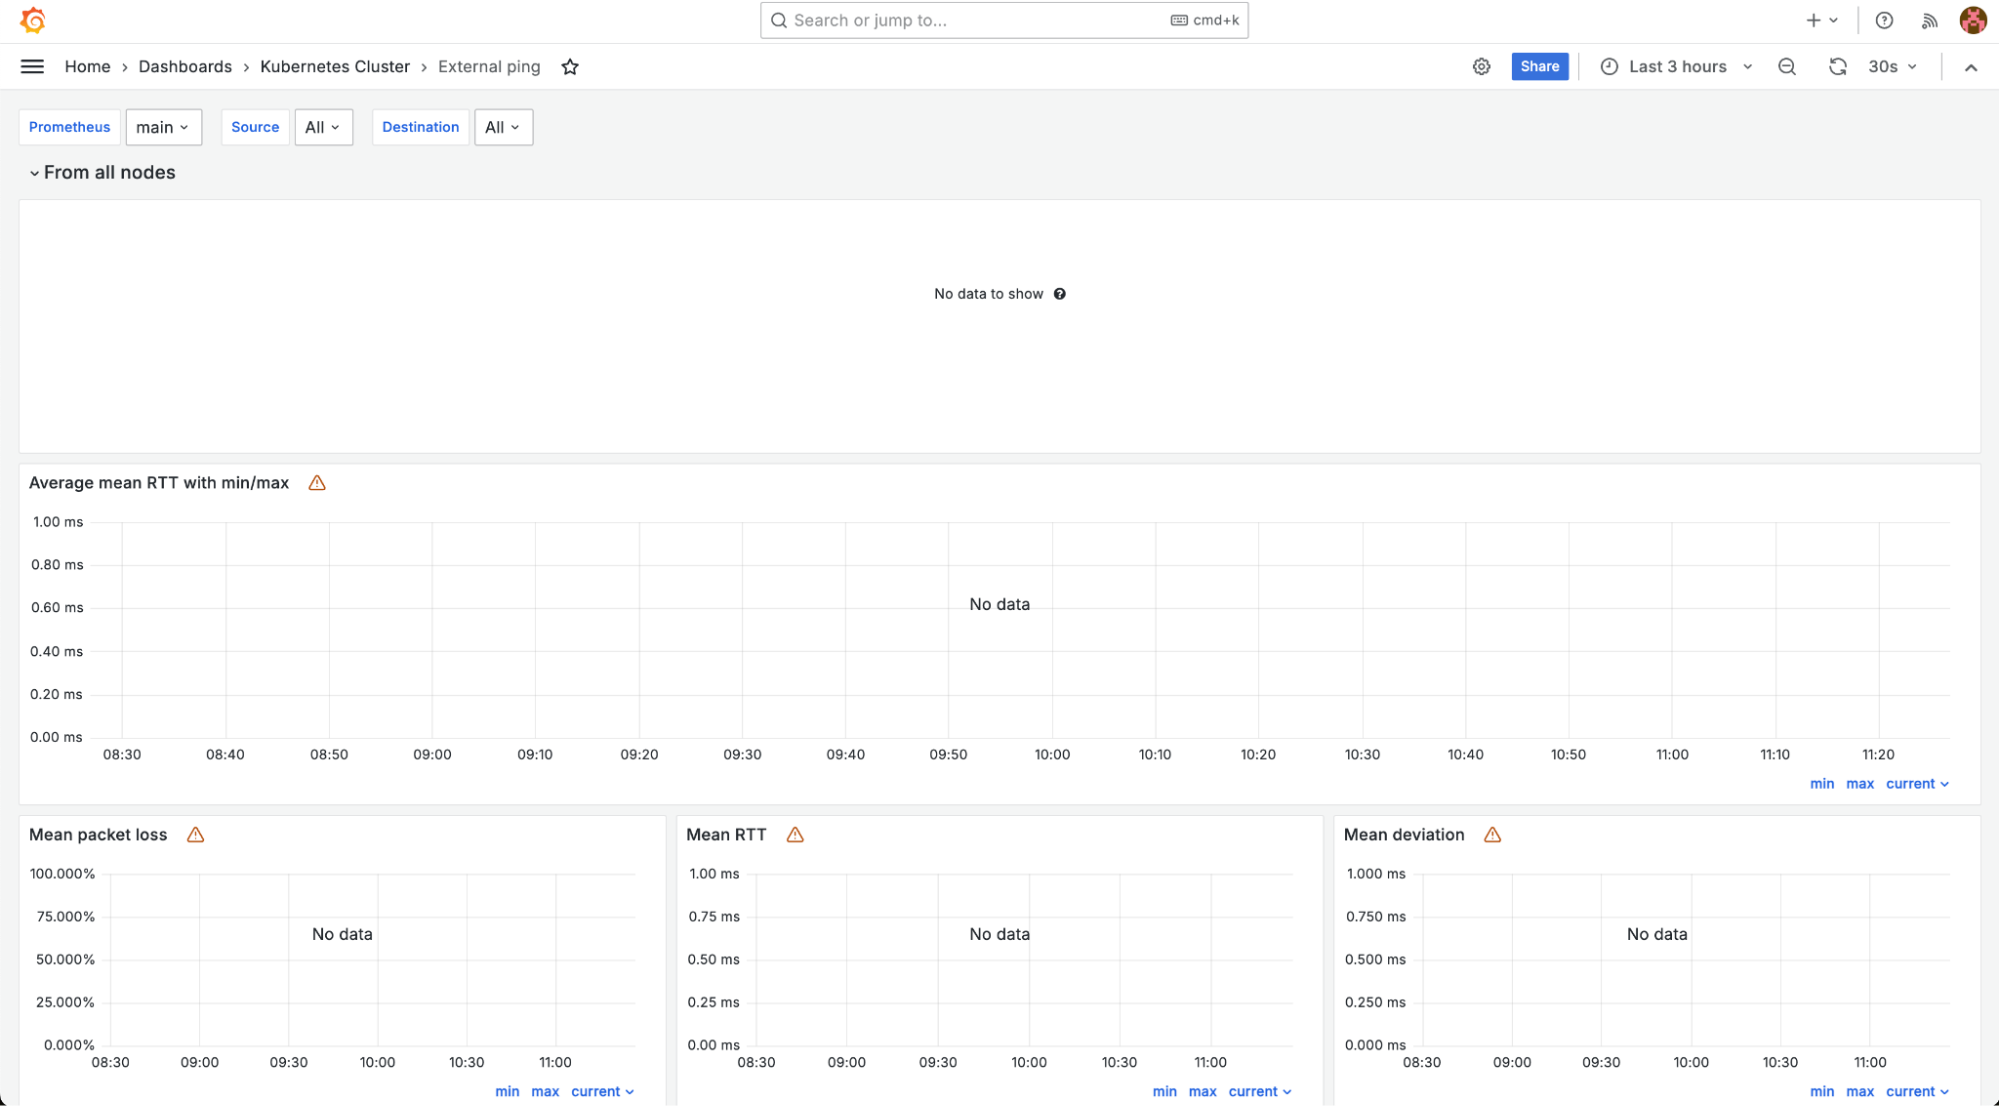 Search or jump to... cmd+k
Home › Dashboards › Kubernetes Cluster › External ping Share Last 3 hours 30s
Prometheus main Source All Destination All
From all nodes
No data to show
Average mean RTT with min/max
1.00 ms
0.80 ms
0.60 ms
No data
0.40 ms
0.20 ms
0.00 ms
08:30 08:40 08:50 09:00 09:10 09:20 09:30 09:40 09:50 10:00 10:10 10:20 10:30 10:40 10:50 11:00 11:10 11:20
min max current
Mean packet loss
100.000%
75.000%
No data
50.000%
25.000%
0.000%
08:30 09:00 09:30 10:00 10:30 11:00
min max current
Mean RTT
1.00 ms
0.75 ms
No data
0.50 ms
0.25 ms
0.00 ms
08:30 09:00 09:30 10:00 10:30 11:00
min max current
Mean deviation
1.000 ms
0.750 ms
No data
0.500 ms
0.250 ms
0.000 ms
08:30 09:00 09:30 10:00 10:30 11:00
min max current